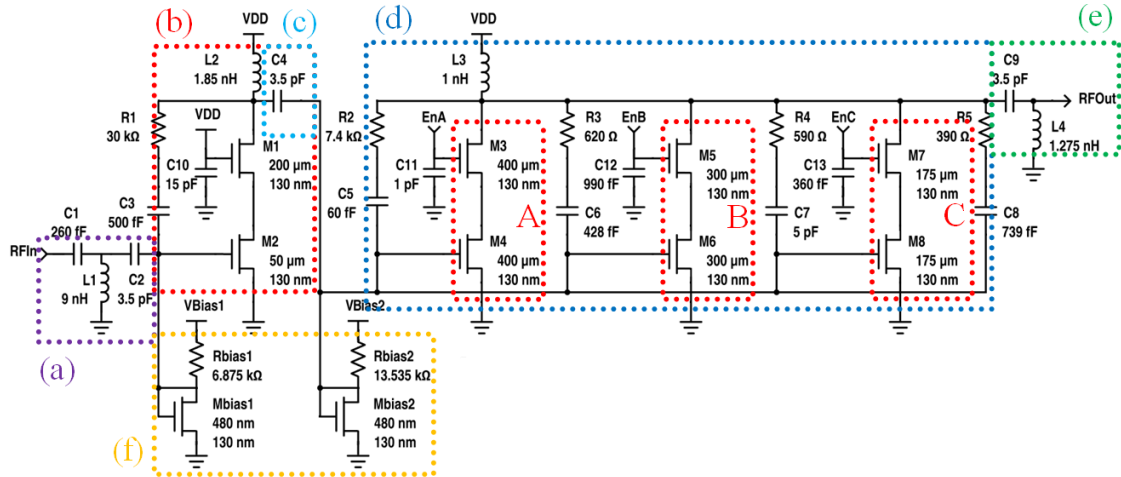 (b)
(c)
(d)
(e)
VDD
VDD
L2
1.85 nH
C4
3.5 pF
L3
1 nH
C9
3.5 pF
RFOut
L4
1.275 nH
R1
30 kΩ
VDD
M1
200 µm
130 nm
C10
15 pF
R2
7.4 kΩ
EnA
C11
1 pF
M3
400 µm
130 nm
A
R3
620 Ω
EnB
C12
990 fF
M5
300 µm
130 nm
B
R4
590 Ω
EnC
C13
360 fF
M7
175 µm
130 nm
C
R5
390 Ω
C1
260 fF
C3
500 fF
RFIn
L1
9 nH
C2
3.5 pF
M2
50 µm
130 nm
C5
60 fF
M4
400 µm
130 nm
C6
428 fF
M6
300 µm
130 nm
C7
5 pF
M8
175 µm
130 nm
C8
739 fF
(a)
VBias1
VBias2
Rbias1
6.875 kΩ
Rbias2
13.535 kΩ
Mbias1
480 nm
130 nm
Mbias2
480 nm
130 nm
(f)